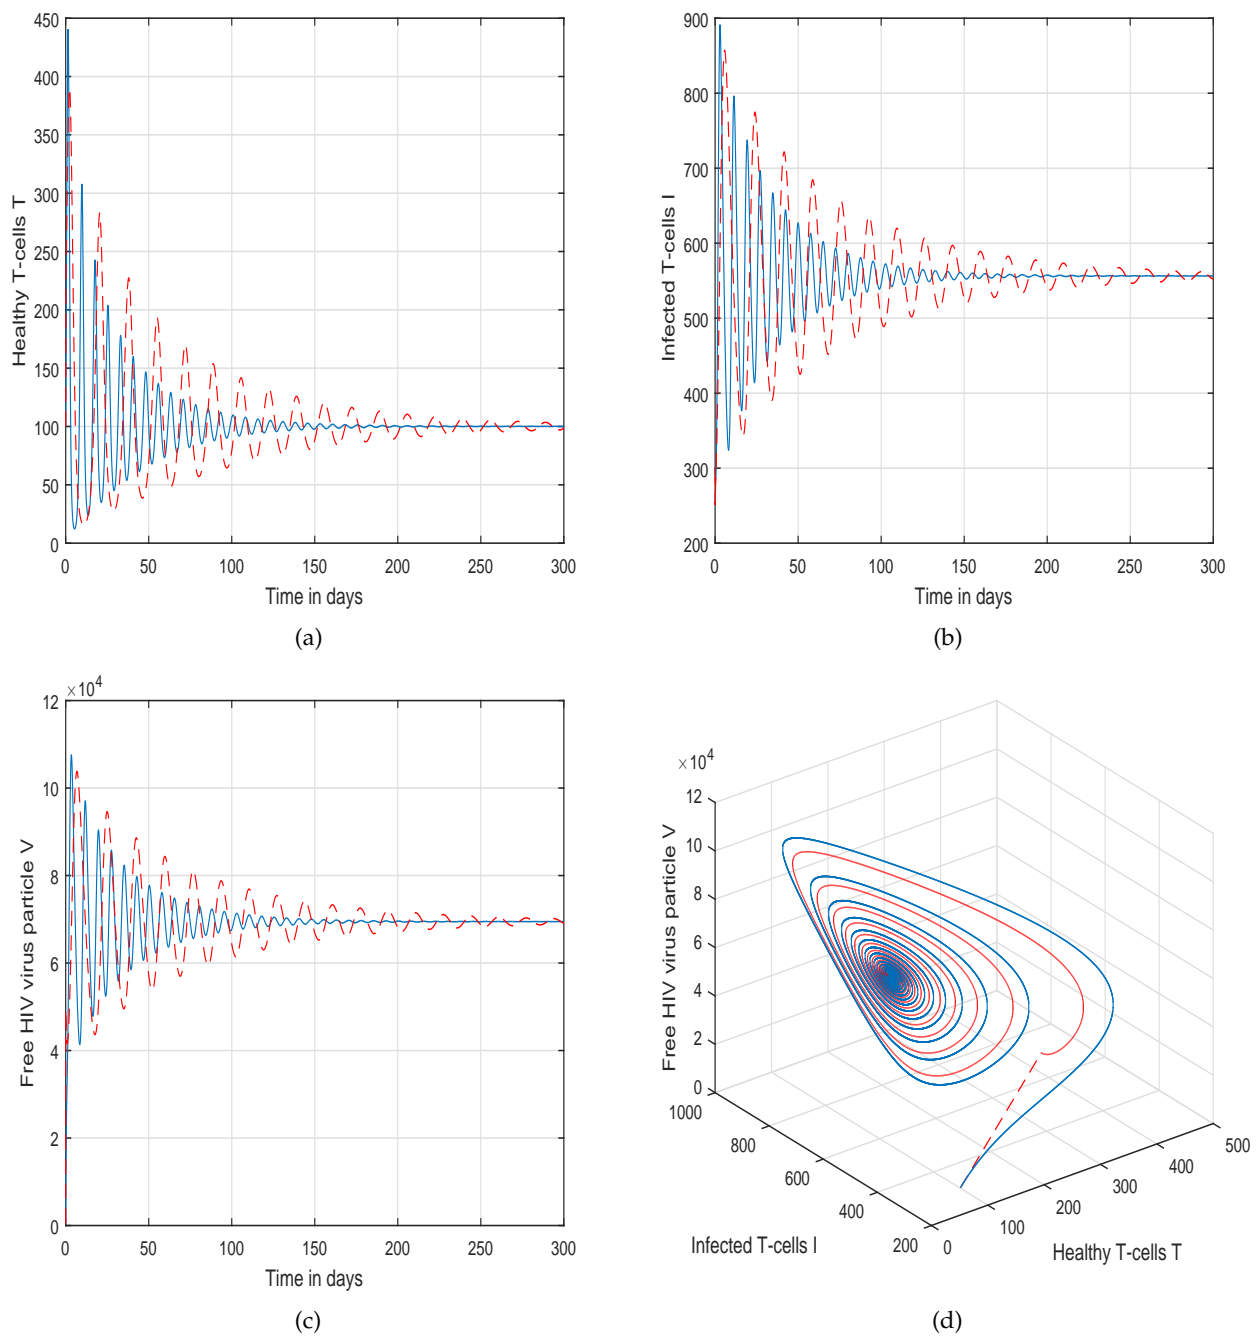 450
400
350
300
250
200
150
100
50
0
Healthy T-cells T
0 50 100 150 200 250 300
Time in days
(a)
900
800
700
600
500
400
300
200
Infected T-cells I
0 50 100 150 200 250 300
Time in days
(b)
×10⁴
12
10
8
6
4
2
0
Free HIV virus particle V
0 50 100 150 200 250 300
Time in days
(c)
×10⁴
12
10
8
6
4
2
0
Free HIV virus particle V
1000
800
600
400
200
Infected T-cells I
0
100
200
300
400
500
Healthy T-cells T
(d)